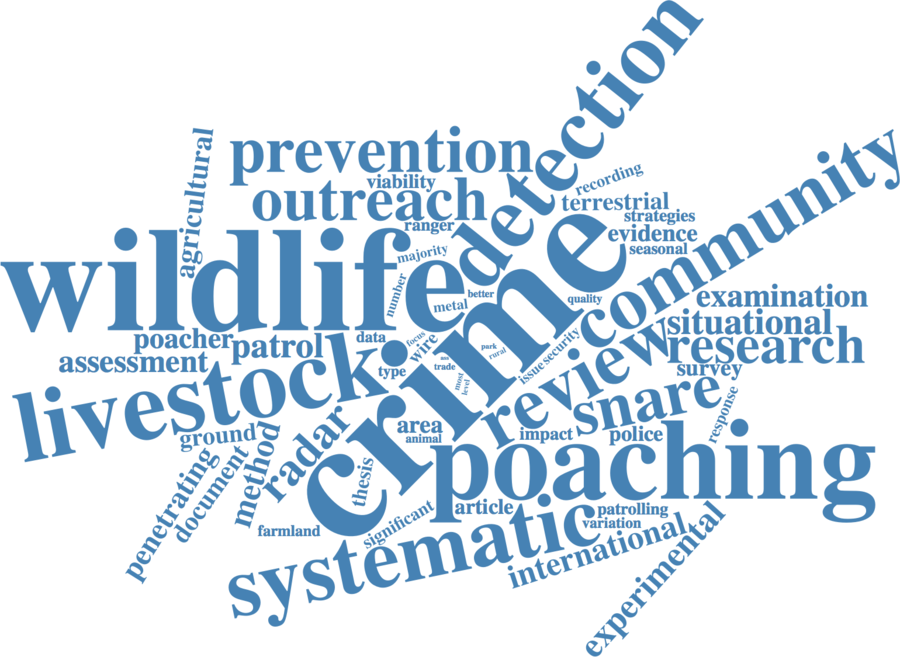 detection
prevention
community
agricultural
viability
recording
outreach
terrestrial
strategies
ranger
evidence
wildlife
crime
seasonal
majority
number
metal
better
quality
examination
poacher
patrol
data
focus
wire
park
rural
security
issue
situational
research
review
assessment
livestock
type
trade
most
level
survey
snare
response
ground
area
animal
impact
police
method
radar
penetrating
document
thesis
poaching
farmland
significant
article
patrolling
variation
systematic
international
experimental